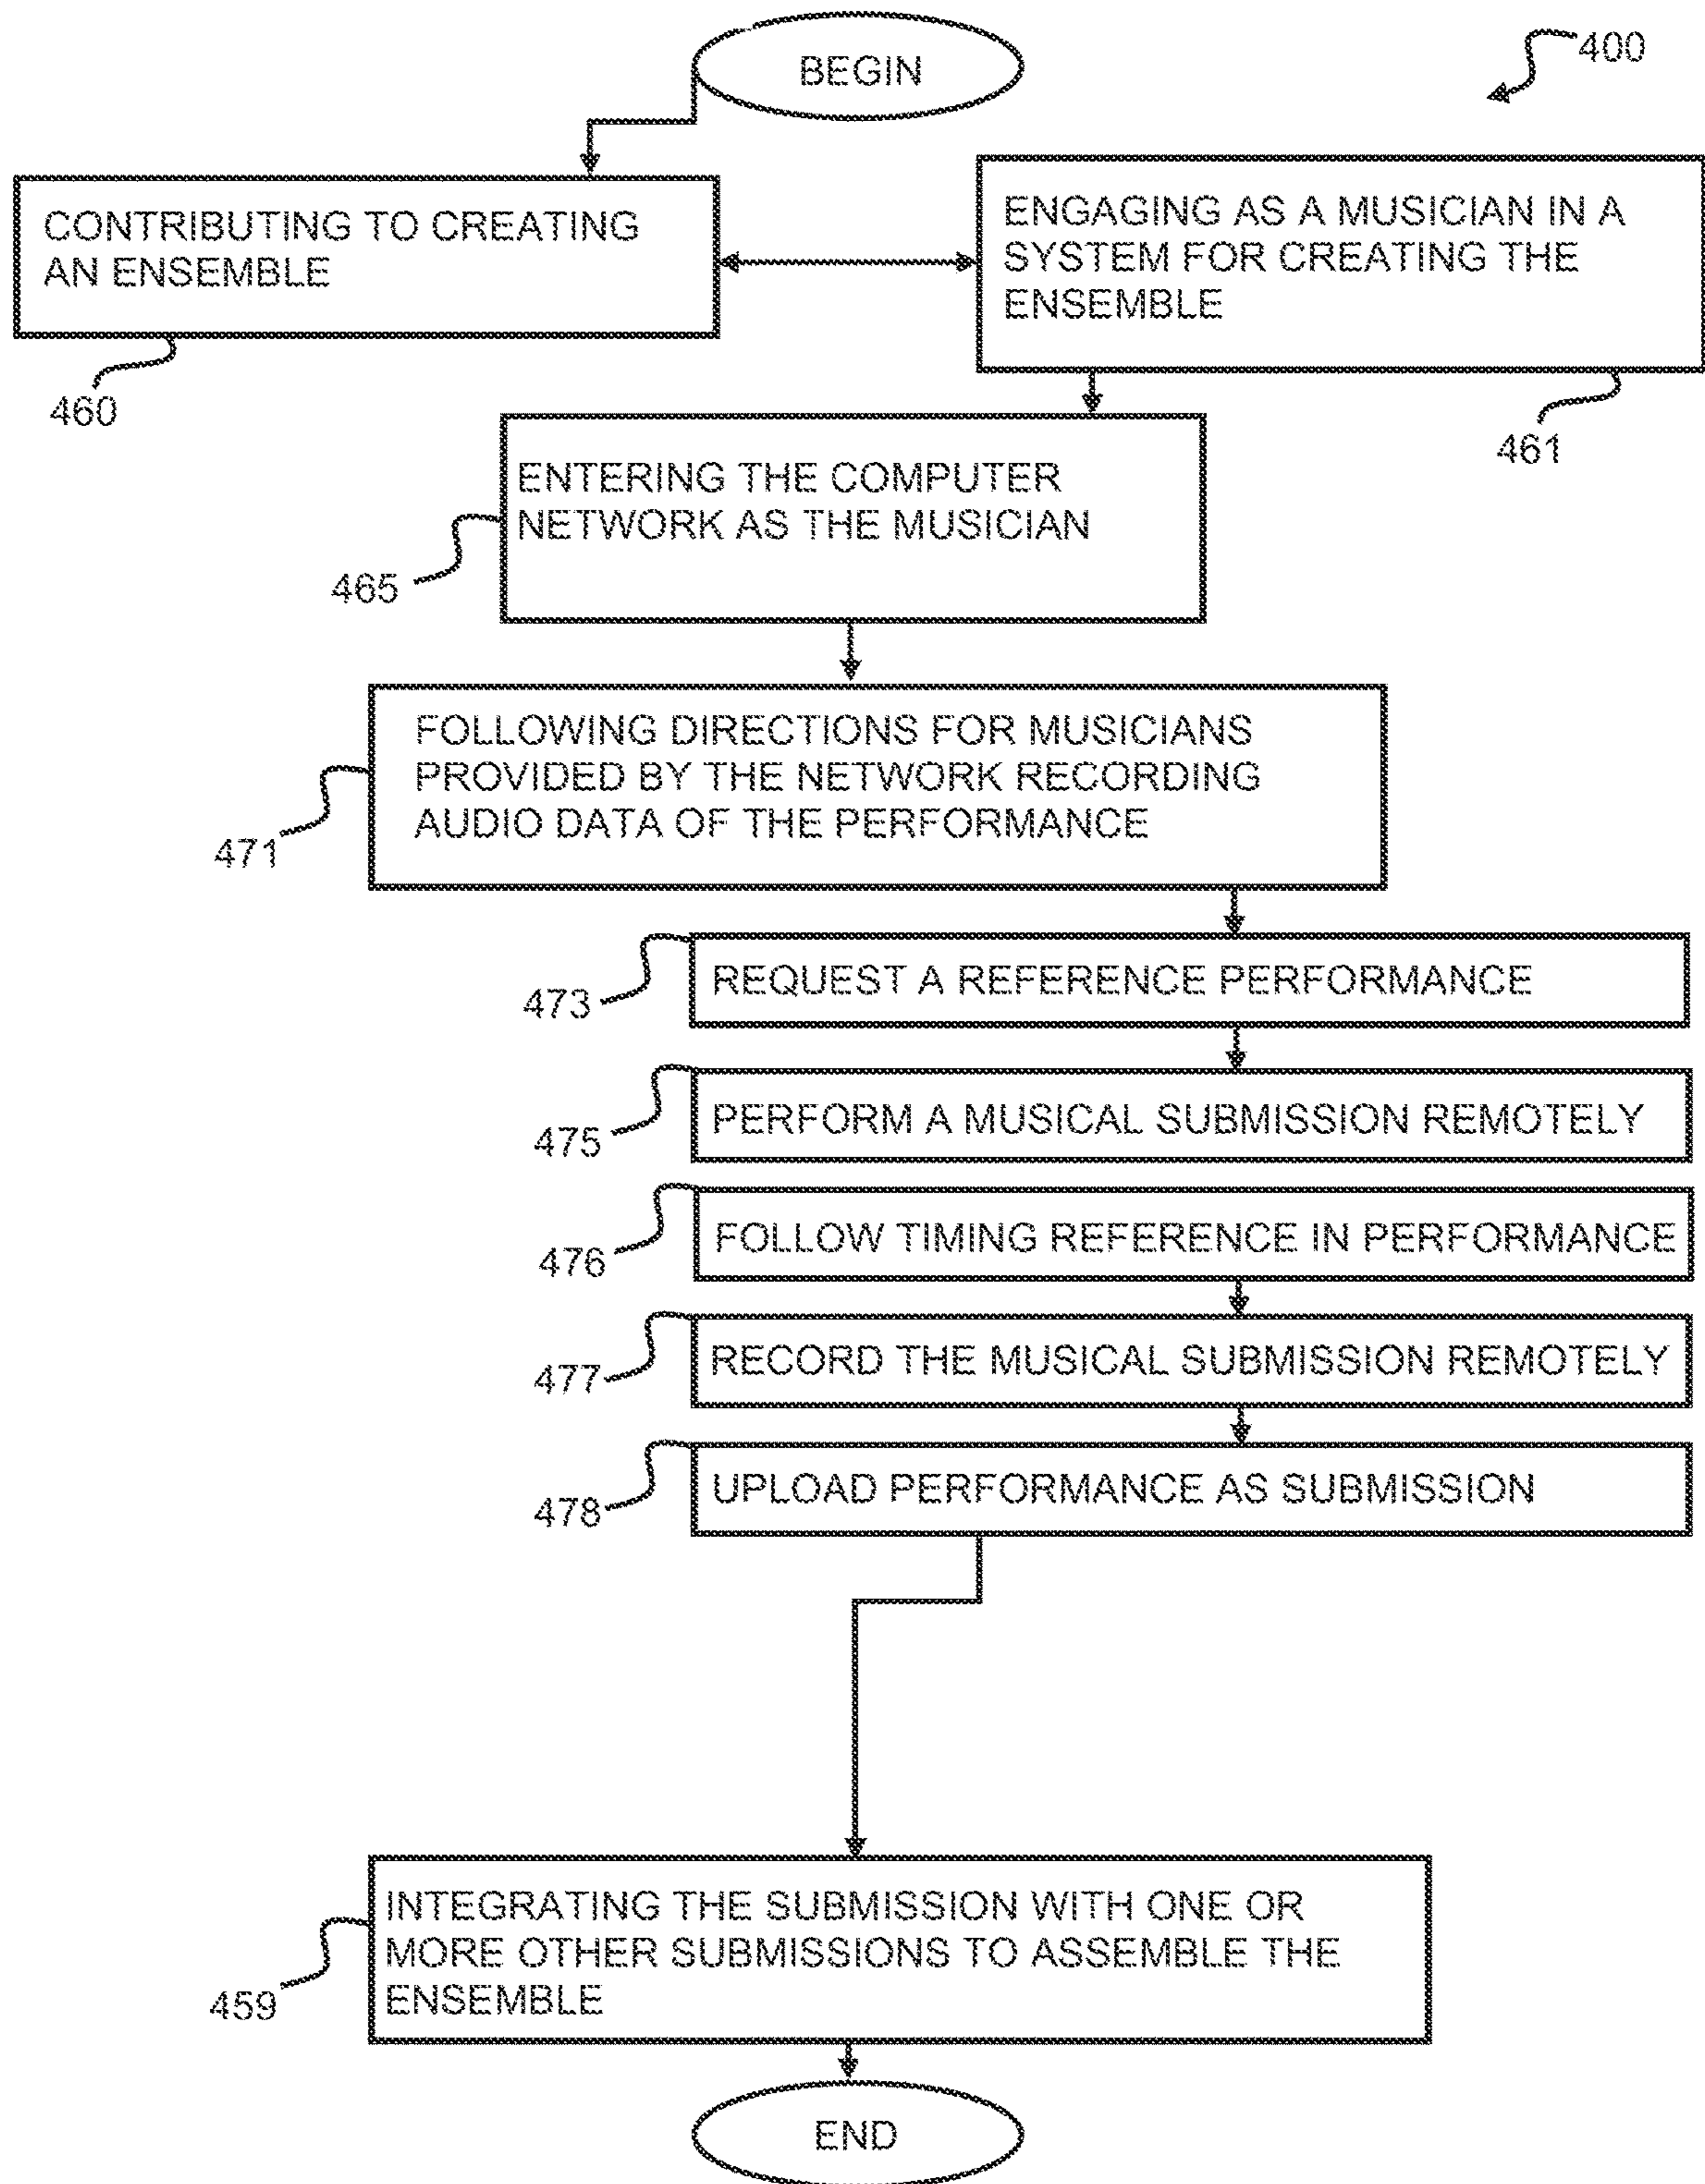 BEGIN
400
CONTRIBUTING TO CREATING
AN ENSEMBLE
460
ENGAGING AS A MUSICIAN IN A
SYSTEM FOR CREATING THE
ENSEMBLE
461
ENTERING THE COMPUTER
NETWORK AS THE MUSICIAN
465
FOLLOWING DIRECTIONS FOR MUSICIANS
PROVIDED BY THE NETWORK RECORDING
AUDIO DATA OF THE PERFORMANCE
471
REQUEST A REFERENCE PERFORMANCE
473
PERFORM A MUSICAL SUBMISSION REMOTELY
475
FOLLOW TIMING REFERENCE IN PERFORMANCE
476
RECORD THE MUSICAL SUBMISSION REMOTELY
477
UPLOAD PERFORMANCE AS SUBMISSION
478
INTEGRATING THE SUBMISSION WITH ONE OR
MORE OTHER SUBMISSIONS TO ASSEMBLE THE
ENSEMBLE
459
END